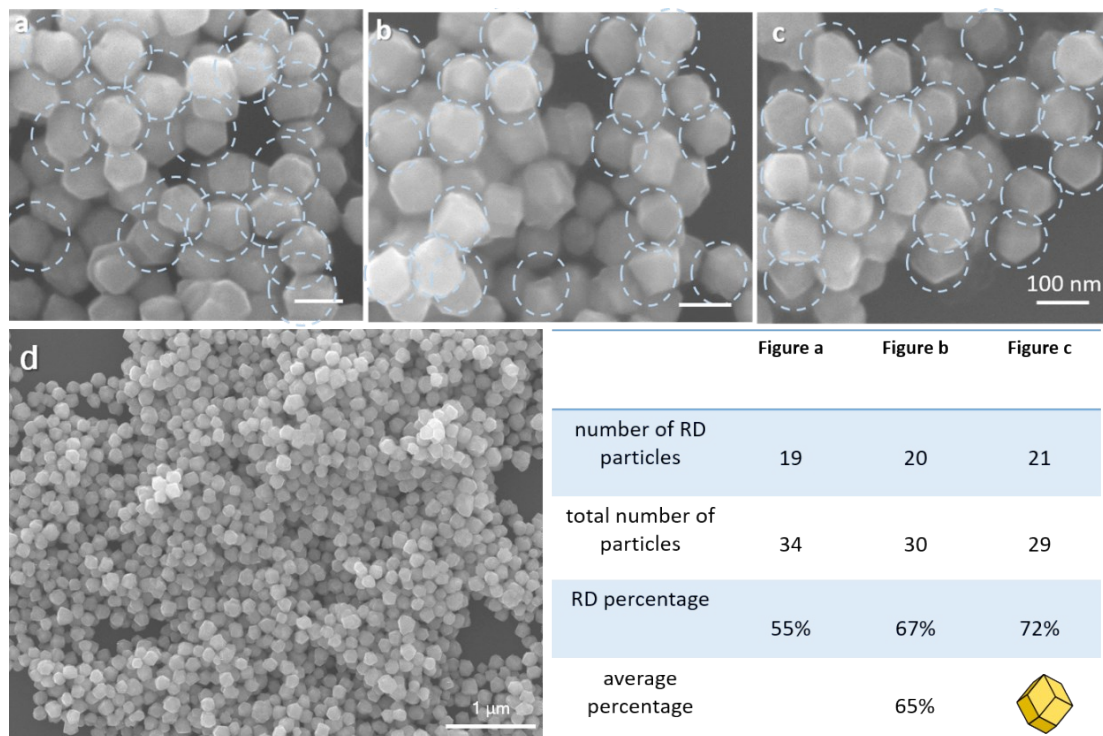 a
b
c
100 nm
d
1 μm
Figure a Figure b Figure c
number of RD
particles 19 20 21
total number of
particles 34 30 29
RD percentage
55% 67% 72%
average
percentage 65%